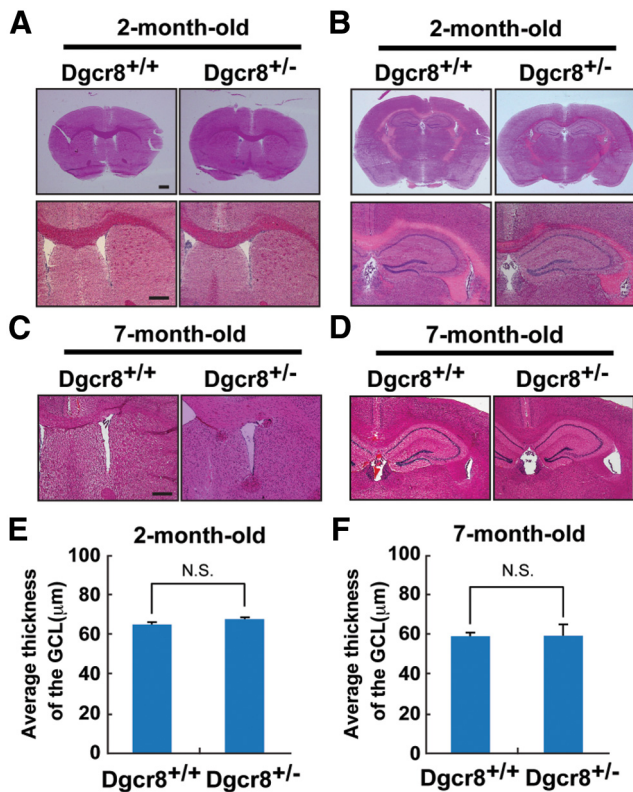 A
2-month-old
Dgcr8+/+ Dgcr8+/-
B
2-month-old
Dgcr8+/+ Dgcr8+/-
C
7-month-old
Dgcr8+/+ Dgcr8+/-
D
7-month-old
Dgcr8+/+ Dgcr8+/-
E
2-month-old
Average thickness
of the GCL(μm)
100
80
60
40
20
0
N.S.
Dgcr8+/+ Dgcr8+/-
F
7-month-old
Average thickness
of the GCL(μm)
100
80
60
40
20
0
N.S.
Dgcr8+/+ Dgcr8+/-